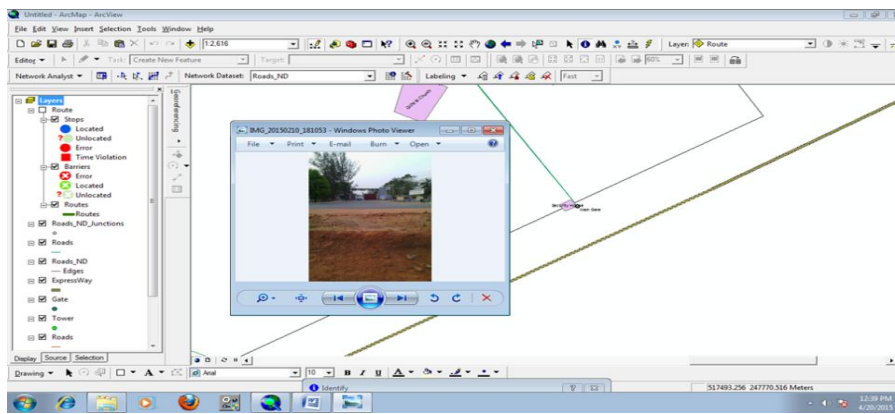 Untitled - ArcMap - ArcView
File Edit View Insert Selection Tools Window Help
1:2,616
Layer: Route
Editor Task: Create New Feature Target: 60%
Network Analyst Network Dataset: Roads_ND Labeling Fast
Layers
Route
Stops
Located
Unlocated
Error
Time Violation
Barriers
Error
Located
Unlocated
Routes
Routes
Roads_ND_Junctions
Roads
Roads_ND
Edges
ExpressWay
Gate
Tower
Roads
Georeferencing
IMG_20150210_181053 - Windows Photo Viewer
File Print E-mail Burn Open
Main Gate
Display Source Selection
Drawing Arial 10 B I U A
Identify
517493.256 247770.516 Meters
12:39 PM